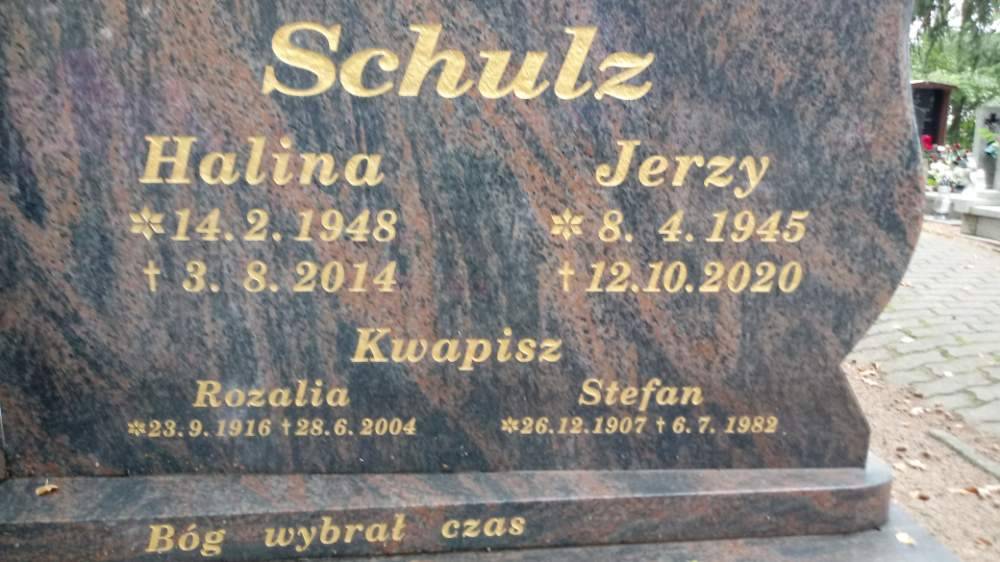 Schulz
Halina Jerzy
✲14.2.1948 ✲ 8. 4.1945
† 3. 8.2014 †12.10.2020
Kwapisz
Rozalia Stefan
✲23.9.1916 †28.6.2004 ✲26.12.1907 † 6.7.1982
Bóg wybrał czas